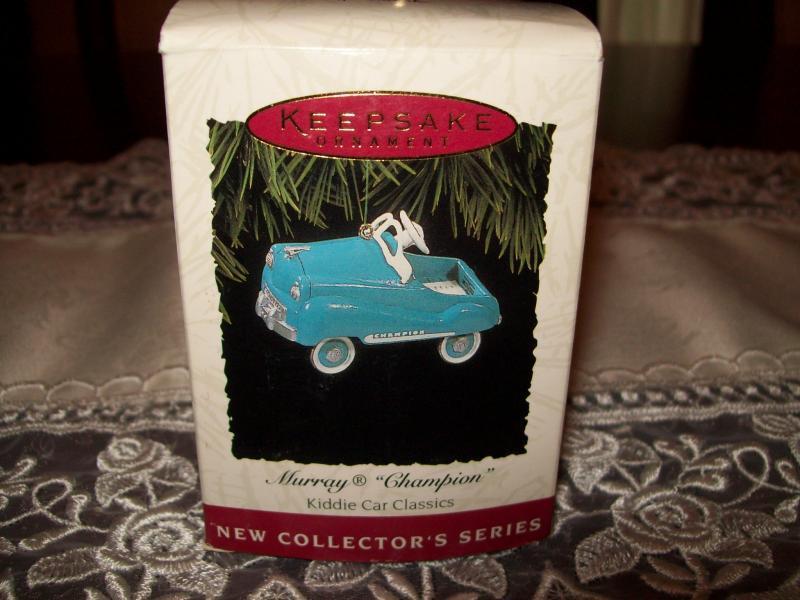 KEEPSAKE
ORNAMENT
CHAMPION
Murray® "Champion"
Kiddie Car Classics
NEW COLLECTOR'S SERIES